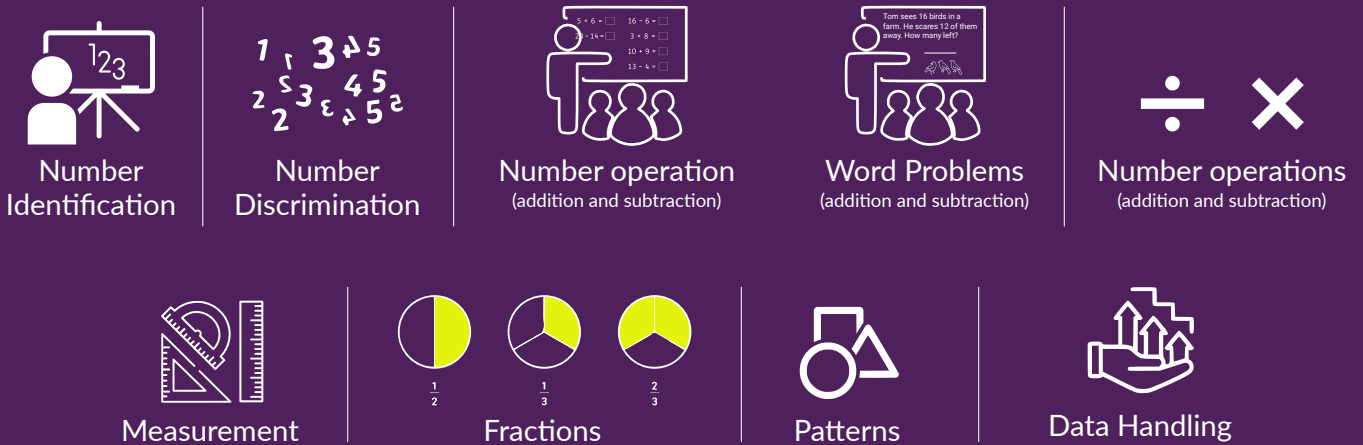 123
1 1 3 4 5
2 2 3 3 4 5
2 4 5 5
5 + 6 =
16 - 6 =
- 14 =
3 + 8 =
10 + 9 =
13 - 4 =
Tom sees 16 birds in a
farm. He scares 12 of them
away. How many left?
÷ ×
Number
Identification
Number
Discrimination
Number operation
(addition and subtraction)
Word Problems
(addition and subtraction)
Number operations
(addition and subtraction)
1/2
1/3
2/3
Measurement
Fractions
Patterns
Data Handling